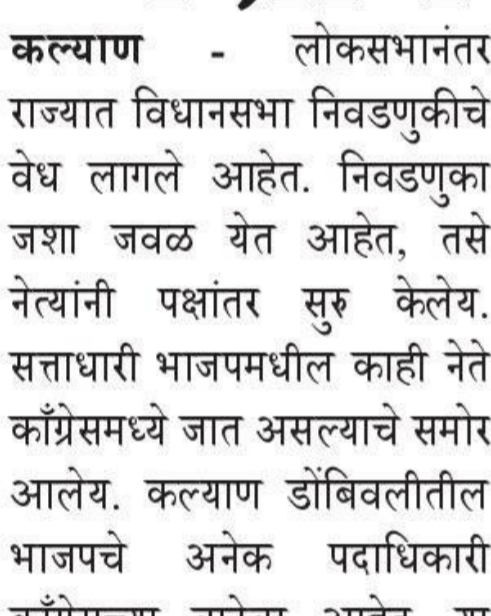 कल्याण - लोकसभानंतर
राज्यात विधानसभा निवडणुकीचे
वेध लागले आहेत. निवडणुका
जशा जवळ येत आहेत, तसे
नेत्यांनी पक्षांतर सुरु केलेय.
सत्ताधारी भाजपमधील काही नेते
काँग्रेसमध्ये जात असल्याचे समोर
आलेय. कल्याण डोंबिवलीतील
भाजपचे अनेक पदाधिकारी